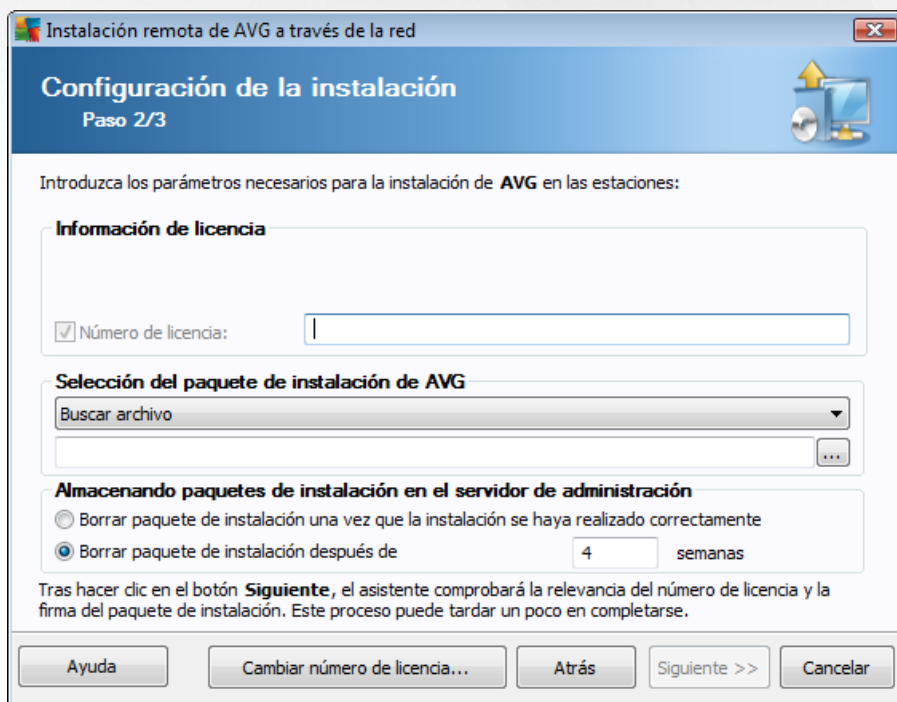 Instalación remota de AVG a través de la red
Configuración de la instalación
Paso 2/3
Introduzca los parámetros necesarios para la instalación de AVG en las estaciones:
Información de licencia
Número de licencia:
Selección del paquete de instalación de AVG
Buscar archivo
...
Almacenando paquetes de instalación en el servidor de administración
Borrar paquete de instalación una vez que la instalación se haya realizado correctamente
Borrar paquete de instalación después de 4 semanas
Tras hacer clic en el botón Siguiente, el asistente comprobará la relevancia del número de licencia y la
firma del paquete de instalación. Este proceso puede tardar un poco en completarse.
Ayuda Cambiar número de licencia... Atrás Siguiente >> Cancelar